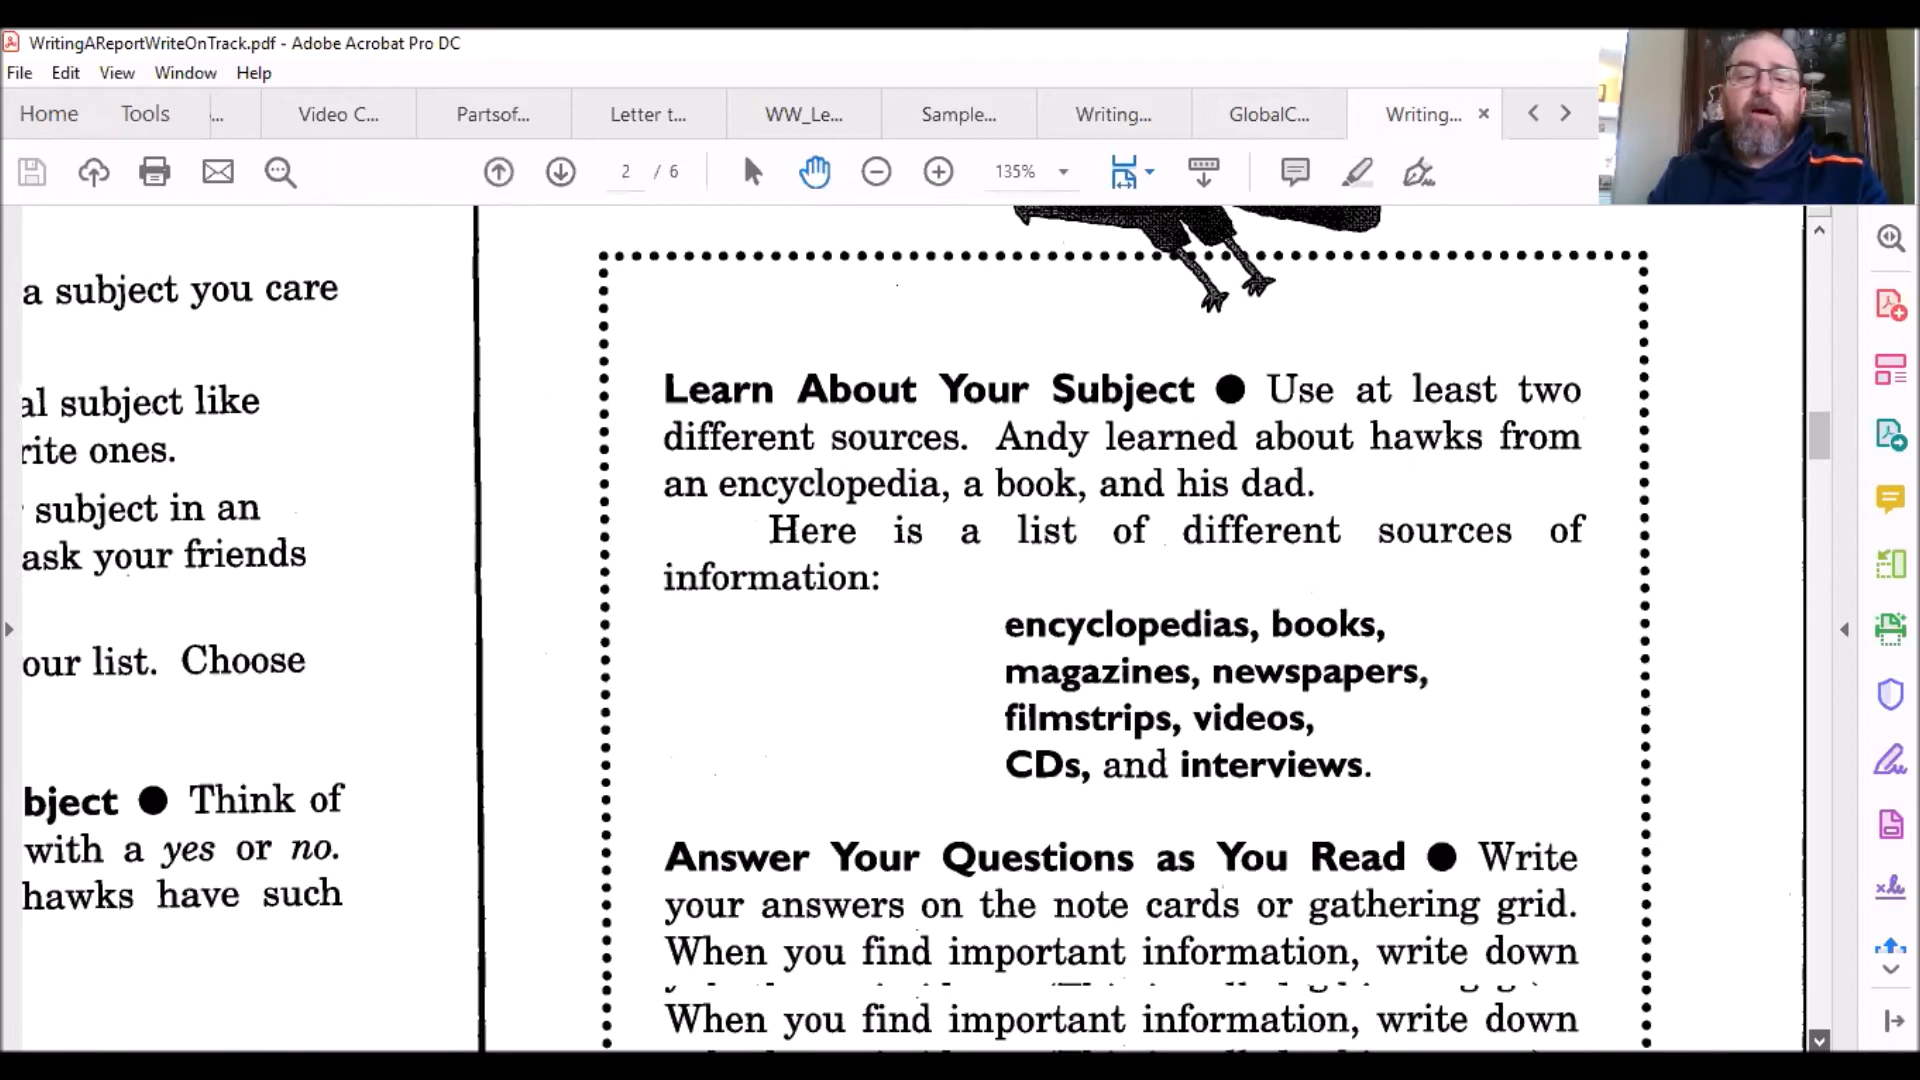 WritingAReportWriteOnTrack.pdf - Adobe Acrobat Pro DC
File Edit View Window Help
Home Tools ... Video C... Partsof... Letter t... WW_Le... Sample... Writing... GlobalC... Writing... ×
2 / 6 135%
a subject you care
al subject like
rite ones.
subject in an
ask your friends
our list. Choose
bject ● Think of
with a yes or no.
hawks have such
Learn About Your Subject ● Use at least two
different sources. Andy learned about hawks from
an encyclopedia, a book, and his dad.
Here is a list of different sources of
information:
encyclopedias, books,
magazines, newspapers,
filmstrips, videos,
CDs, and interviews.
Answer Your Questions as You Read ● Write
your answers on the note cards or gathering grid.
When you find important information, write down
When you find important information, write down